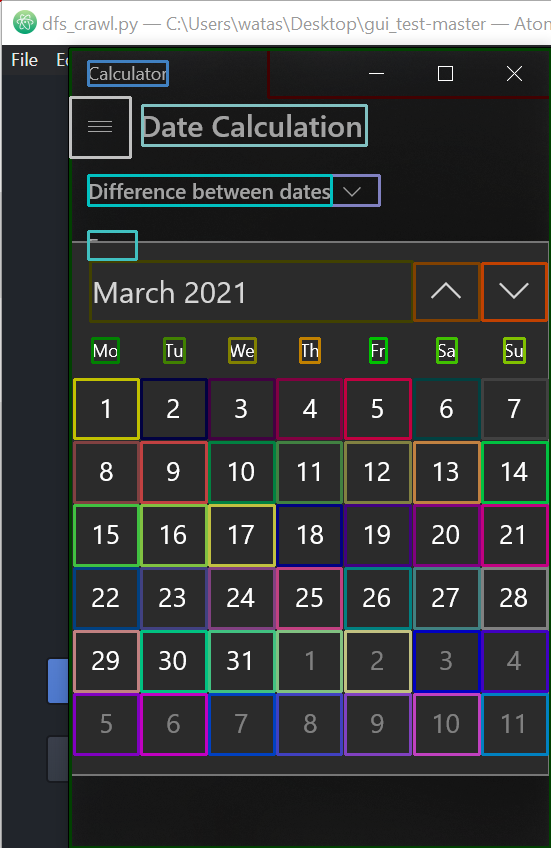 dfs_crawl.py — C:\Users\watas\Desktop\gui_test-master — Atom
File
Calculator
Date Calculation
Difference between dates
March 2021
Mo Tu We Th Fr Sa Su
1 2 3 4 5 6 7
8 9 10 11 12 13 14
15 16 17 18 19 20 21
22 23 24 25 26 27 28
29 30 31 1 2 3 4
5 6 7 8 9 10 11